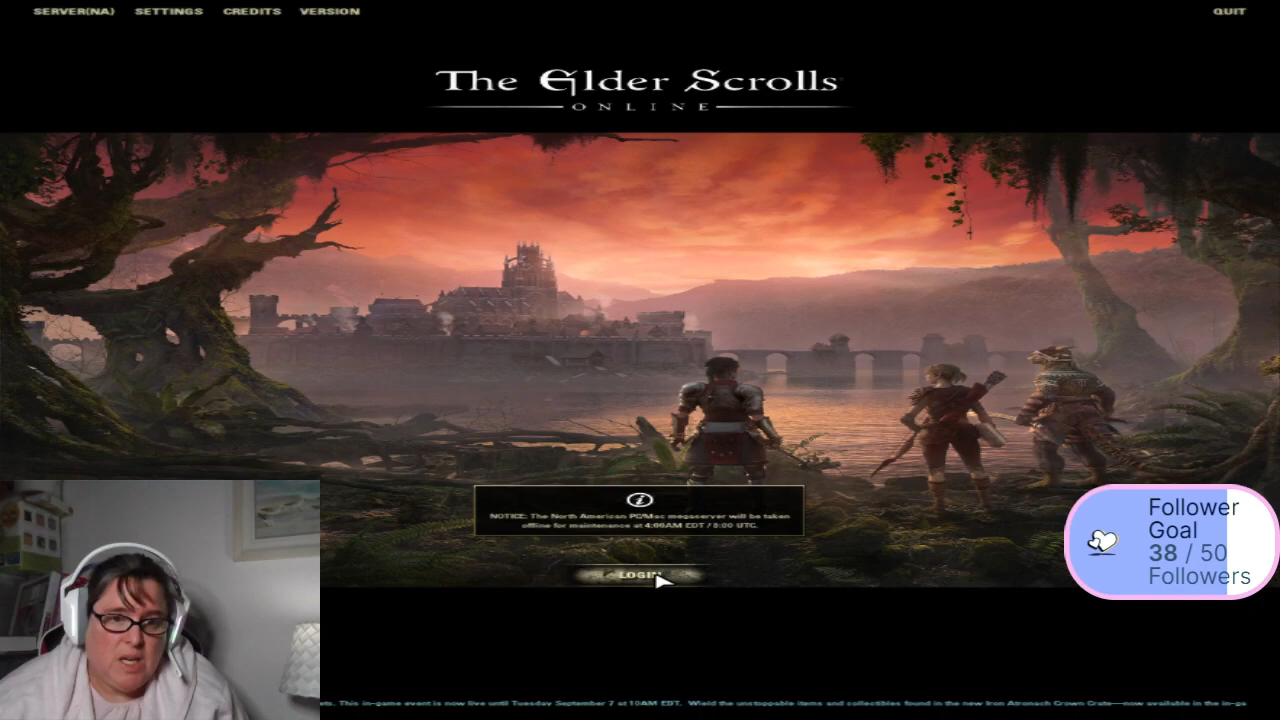 SERVER(NA) SETTINGS CREDITS VERSION QUIT
The Elder Scrolls
ONLINE
NOTICE: The North American PC/Mac megaserver will be taken
offline for maintenance at 4:00AM EDT / 8:00 UTC.
LOGIN
Follower
Goal
38 / 50
Followers
ets. This in-game event is now live until Tuesday September 7 at 10AM EDT. Wield the unstoppable items and collectibles found in the new Iron Atronach Crown Crate—now available in the in-ga